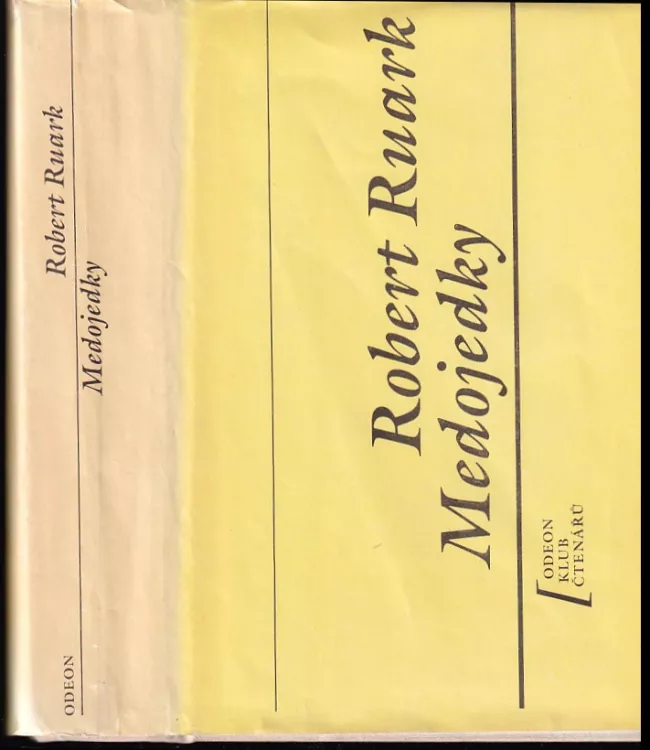 Robert Ruark
Medojedky
ODEON
Robert Ruark
Medojedky
ODEON
KLUB
ČTENÁŘŮ